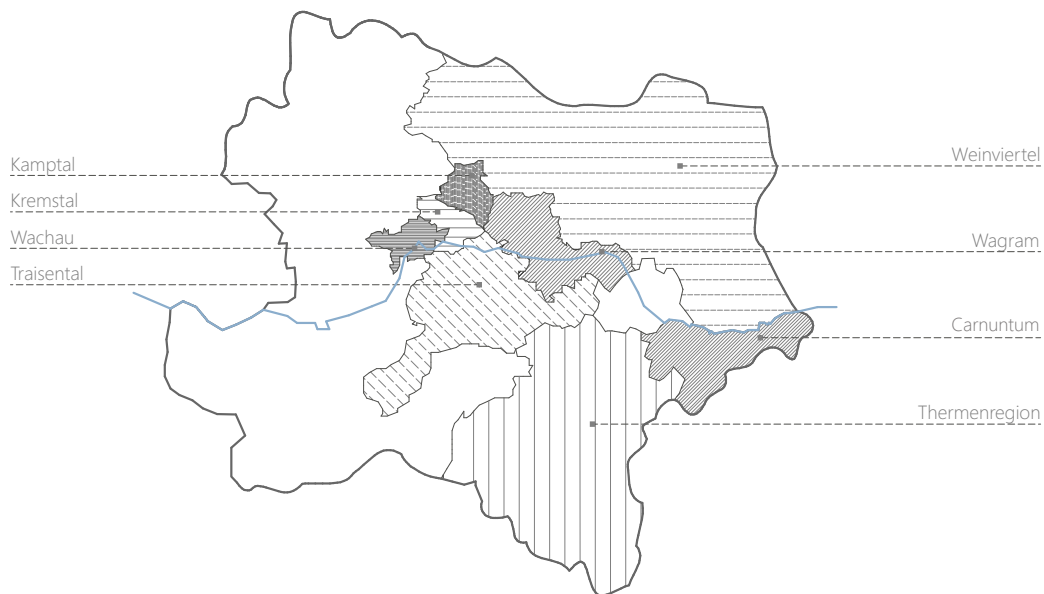 Kamptal
Kremstal
Wachau
Traisental
Weinviertel
Wagram
Carnuntum
Thermenregion